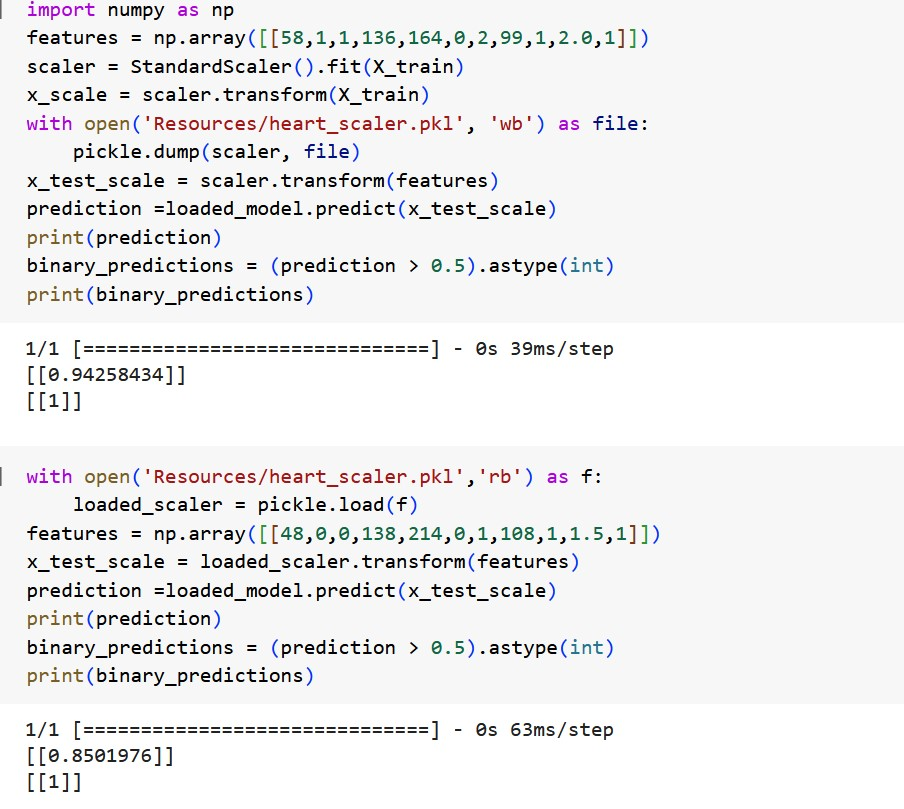 import numpy as np
features = np.array([[58,1,1,136,164,0,2,99,1,2.0,1]])
scaler = StandardScaler().fit(X_train)
x_scale = scaler.transform(X_train)
with open('Resources/heart_scaler.pkl', 'wb') as file:
    pickle.dump(scaler, file)
x_test_scale = scaler.transform(features)
prediction =loaded_model.predict(x_test_scale)
print(prediction)
binary_predictions = (prediction > 0.5).astype(int)
print(binary_predictions)
1/1 [==============================] - 0s 39ms/step
[[0.94258434]]
[[1]]
with open('Resources/heart_scaler.pkl','rb') as f:
    loaded_scaler = pickle.load(f)
features = np.array([[48,0,0,138,214,0,1,108,1,1.5,1]])
x_test_scale = loaded_scaler.transform(features)
prediction =loaded_model.predict(x_test_scale)
print(prediction)
binary_predictions = (prediction > 0.5).astype(int)
print(binary_predictions)
1/1 [==============================] - 0s 63ms/step
[[0.8501976]]
[[1]]